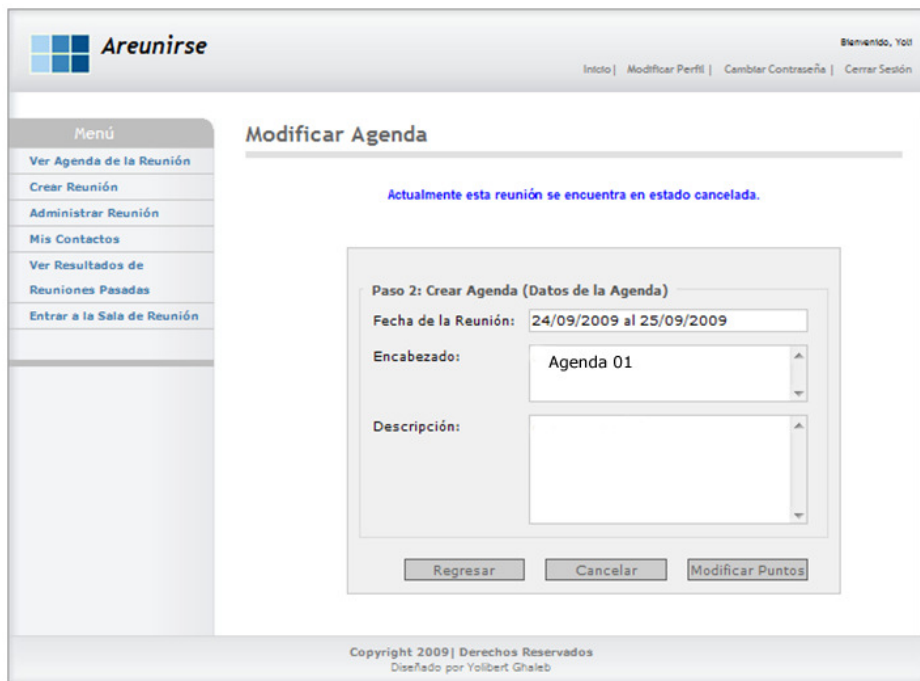 Areunirse
Bienvenido, Yoli
Inicio | Modificar Perfil | Cambiar Contraseña | Cerrar Sesión
Menú
Ver Agenda de la Reunión
Crear Reunión
Administrar Reunión
Mis Contactos
Ver Resultados de
Reuniones Pasadas
Entrar a la Sala de Reunión
Modificar Agenda
Actualmente esta reunión se encuentra en estado cancelada.
Paso 2: Crear Agenda (Datos de la Agenda)
Fecha de la Reunión: 24/09/2009 al 25/09/2009
Encabezado: Agenda 01
Descripción:
Regresar Cancelar Modificar Puntos
Copyright 2009| Derechos Reservados
Diseñado por Yolibert Ghaleb